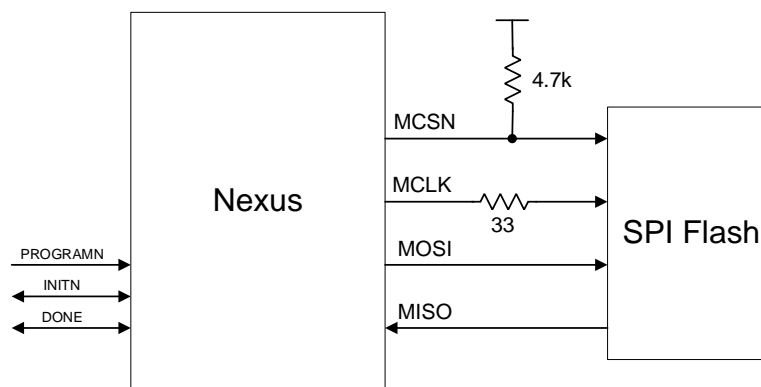 4.7k
MCSN
MCLK
Nexus
33
SPI Flash
PROGRAMN
MOSI
INITN
DONE
MISO